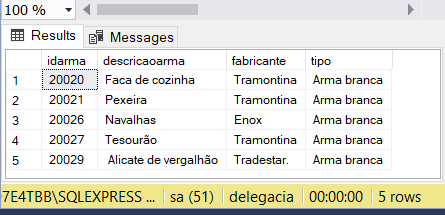 100 %
Results Messages
idarma descricaoarma fabricante tipo
1 20020 Faca de cozinha Tramontina Arma branca
2 20021 Pexeira Tramontina Arma branca
3 20026 Navalhas Enox Arma branca
4 20027 Tesourão Tramontina Arma branca
5 20029 Alicate de vergalhão Tradestar. Arma branca
7E4TBB\SQLEXPRESS ... sa (51) delegacia 00:00:00 5 rows